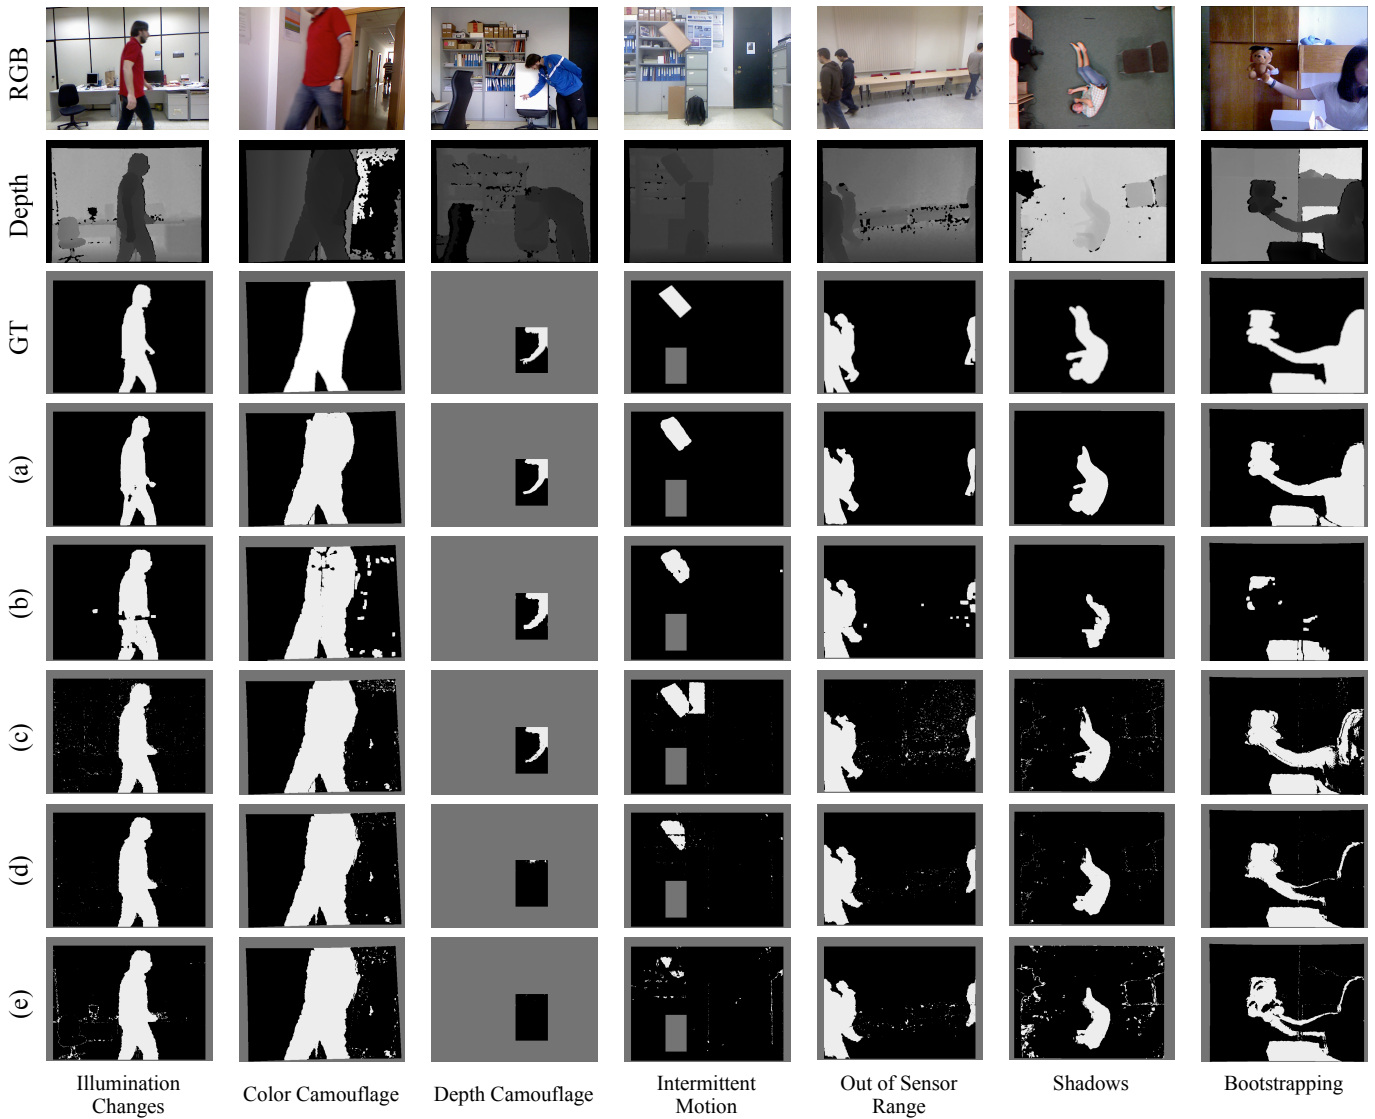 RGB
Depth
GT
(a)
(b)
(c)
(d)
(e)
Illumination
Changes
Color Camouflage
Depth Camouflage
Intermittent
Motion
Out of Sensor
Range
Shadows
Bootstrapping